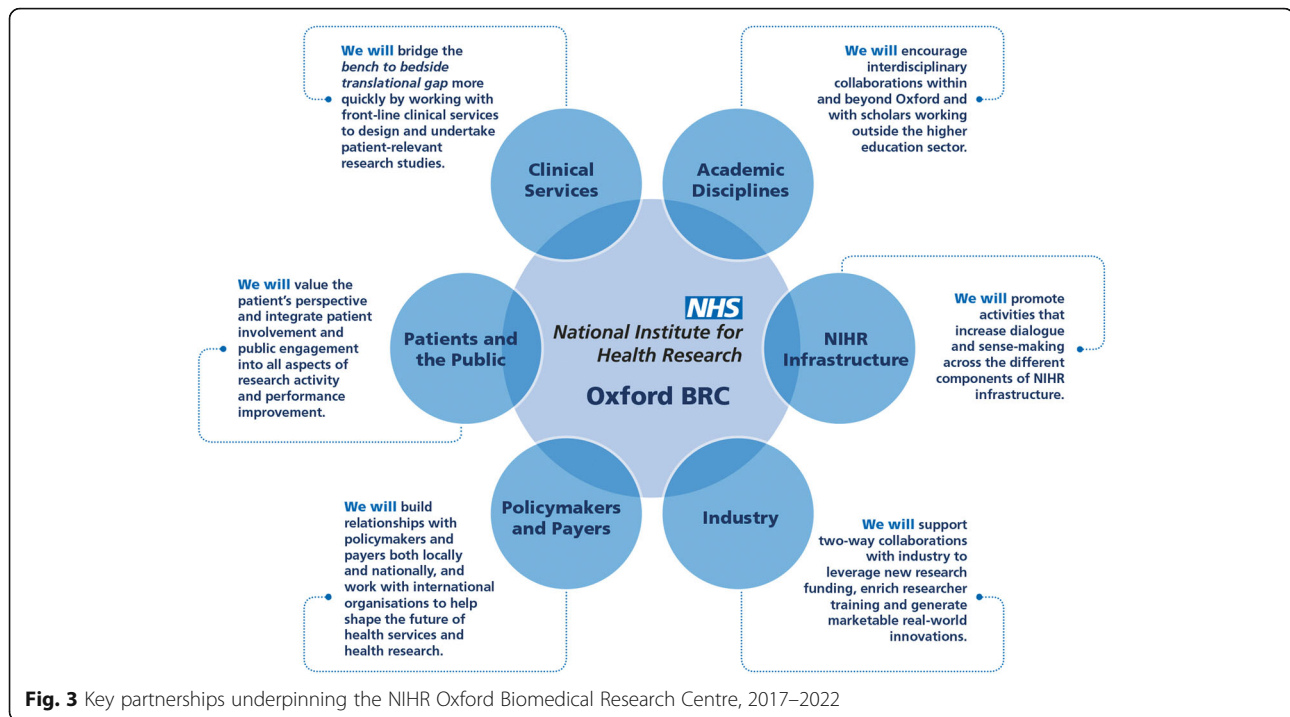 We will bridge the
bench to bedside
translational gap more
quickly by working with
front-line clinical services
to design and undertake
patient-relevant
research studies.
We will encourage
interdisciplinary
collaborations within
and beyond Oxford and
with scholars working
outside the higher
education sector.
Clinical
Services
Academic
Disciplines
We will value the
patient's perspective
and integrate patient
involvement and
public engagement
into all aspects of
research activity
and performance
improvement.
Patients and
the Public
NHS
National Institute for
Health Research
Oxford BRC
NIHR
Infrastructure
We will promote
activities that
increase dialogue
and sense-making
across the different
components of NIHR
infrastructure.
We will build
relationships with
policymakers and
payers both locally
and nationally, and
work with international
organisations to help
shape the future of
health services and
health research.
Policymakers
and Payers
Industry
We will support
two-way collaborations
with industry to
leverage new research
funding, enrich researcher
training and generate
marketable real-world
innovations.
Fig. 3 Key partnerships underpinning the NIHR Oxford Biomedical Research Centre, 2017–2022